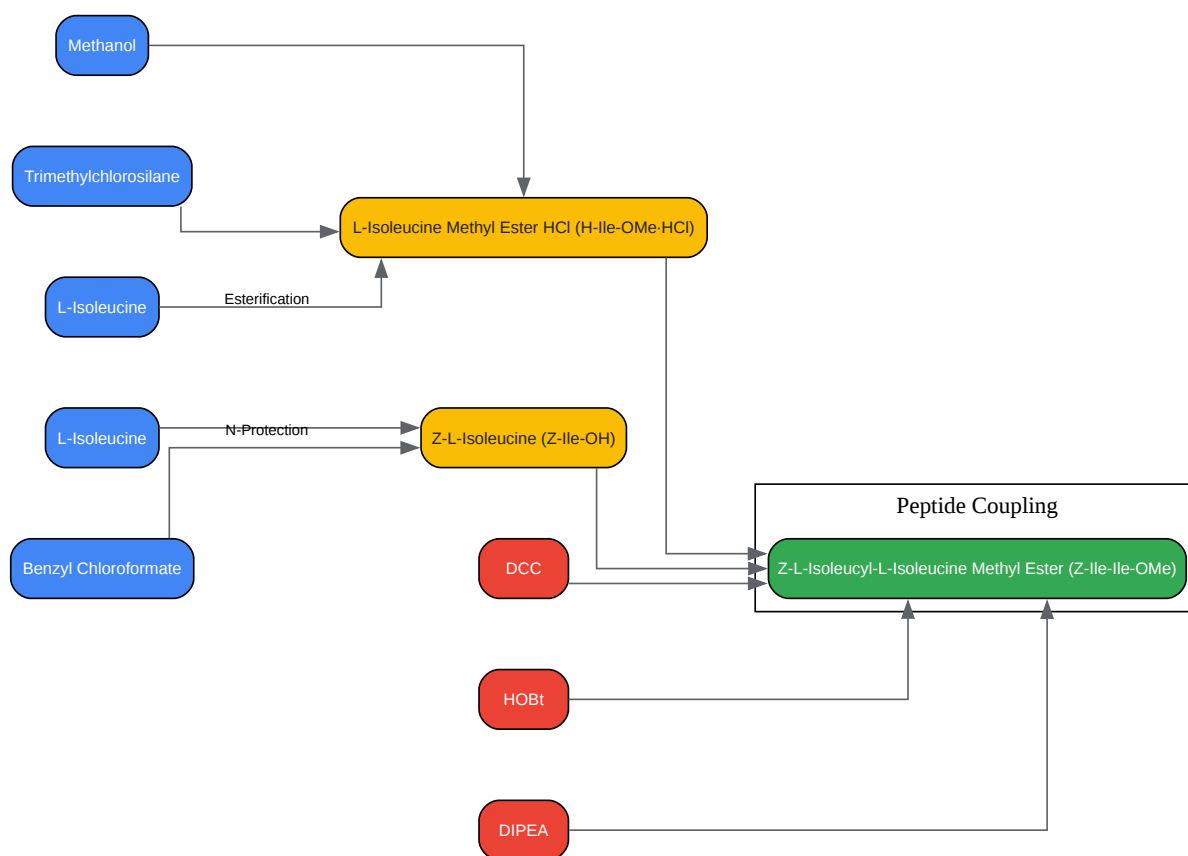 Methanol
Trimethylchlorosilane
L-Isoleucine Methyl Ester HCl (H-Ile-OMe·HCl)
L-Isoleucine
Esterification
L-Isoleucine
N-Protection
Z-L-Isoleucine (Z-Ile-OH)
Peptide Coupling
Benzyl Chloroformate
DCC
Z-L-Isoleucyl-L-Isoleucine Methyl Ester (Z-Ile-Ile-OMe)
HOBt
DIPEA